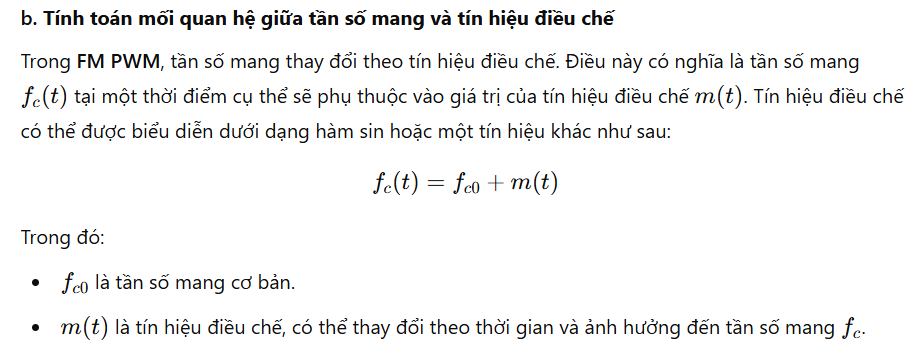 b. Tính toán mối quan hệ giữa tần số mang và tín hiệu điều chế
Trong FM PWM, tần số mang thay đổi theo tín hiệu điều chế. Điều này có nghĩa là tần số mang
f_c(t) tại một thời điểm cụ thể sẽ phụ thuộc vào giá trị của tín hiệu điều chế m(t). Tín hiệu điều chế
có thể được biểu diễn dưới dạng hàm sin hoặc một tín hiệu khác như sau:
f_c(t) = f_{c0} + m(t)
Trong đó:
• f_{c0} là tần số mang cơ bản.
• m(t) là tín hiệu điều chế, có thể thay đổi theo thời gian và ảnh hưởng đến tần số mang f_c.